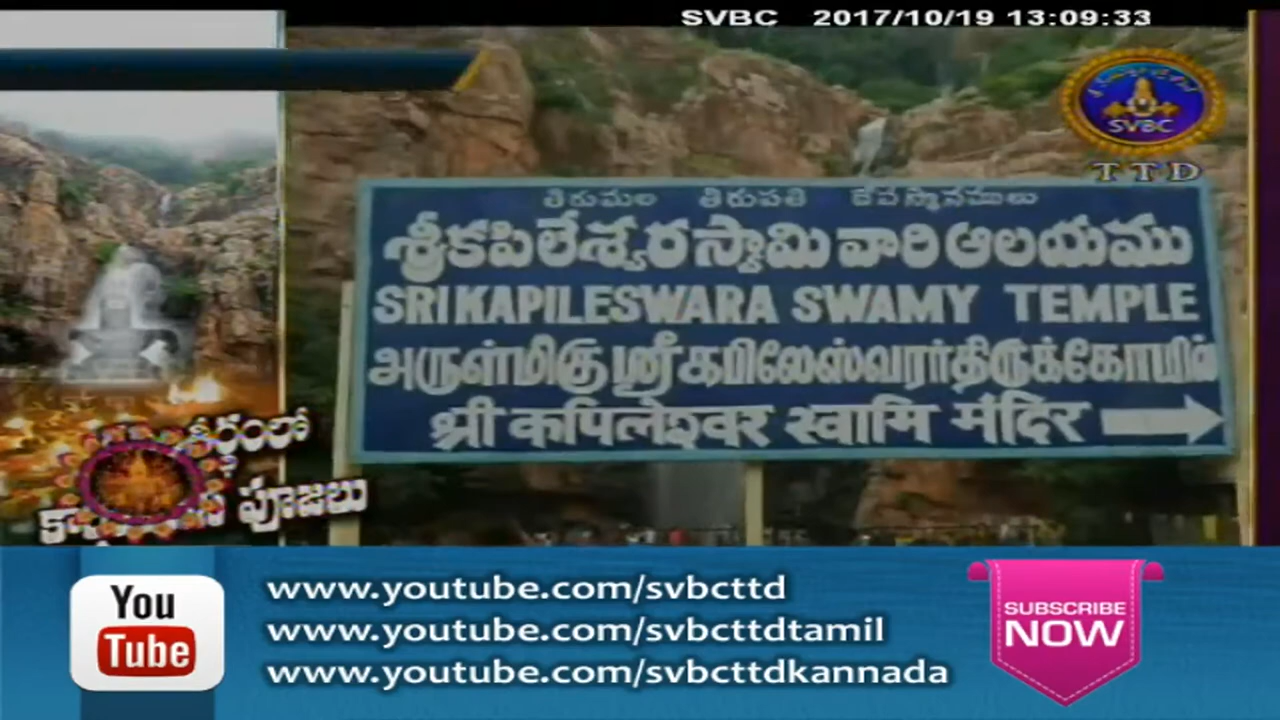 SVBC 2017/10/19 13:09:33
SVBC
TTD
తిరుమల తిరుపతి దేవస్థానములు
శ్రీకపిలేశ్వర స్వామి వారి ఆలయము
SRI KAPILESWARA SWAMY TEMPLE
அருள்மிகு ஸ்ரீ கபிலேஸ்வரர் திருக்கோயில்
श्री कपिलेश्वर स्वामि मंदिर
పూజలు
You
Tube
www.youtube.com/svbcttd
www.youtube.com/svbcttdtamil
www.youtube.com/svbcttdkannada
SUBSCRIBE
NOW